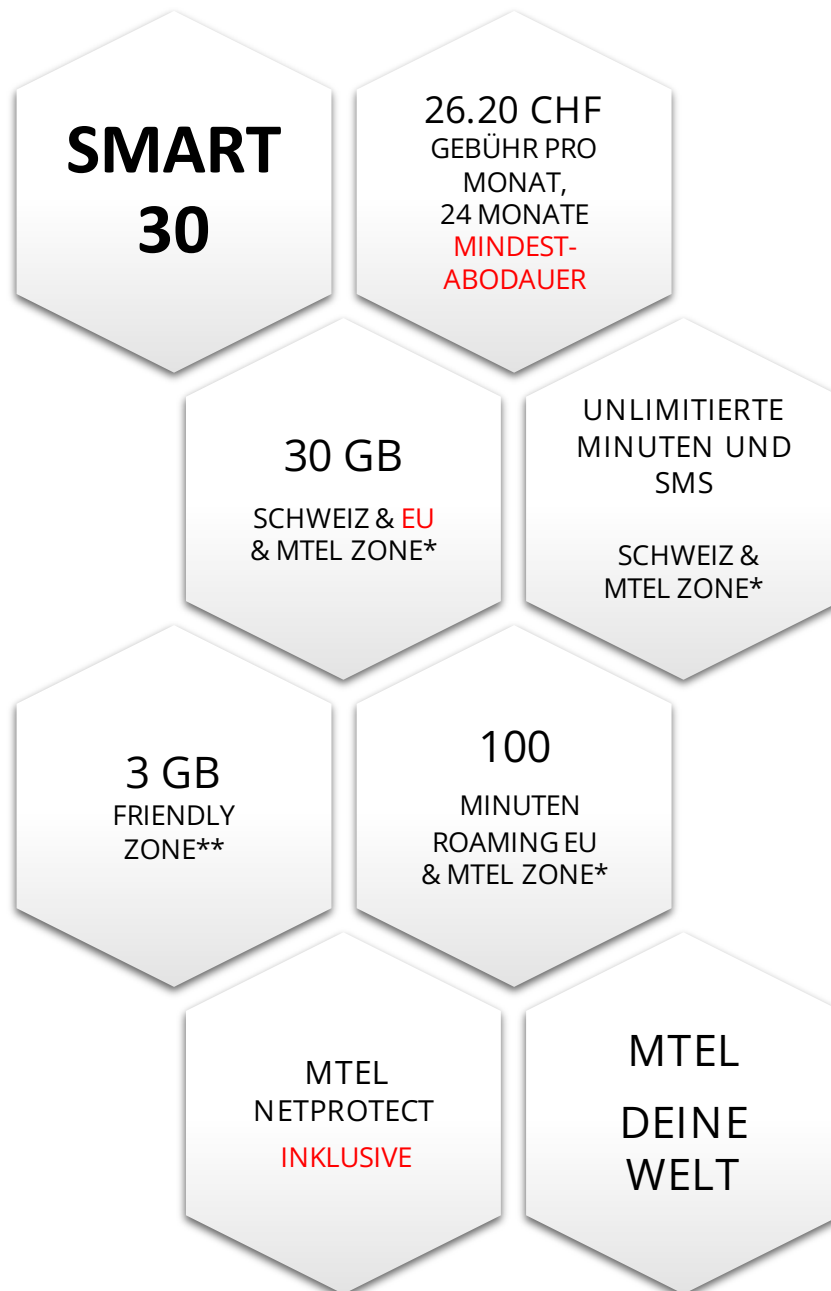 SMART
30
26.20 CHF
GEBÜHR PRO
MONAT,
24 MONATE
MINDEST-
ABODAUER
30 GB
SCHWEIZ & EU
& MTEL ZONE*
UNLIMITIERTE
MINUTEN UND
SMS
SCHWEIZ &
MTEL ZONE*
3 GB
FRIENDLY
ZONE**
100
MINUTEN
ROAMING EU
& MTEL ZONE*
MTEL
NETPROTECT
INKLUSIVE
MTEL
DEINE
WELT